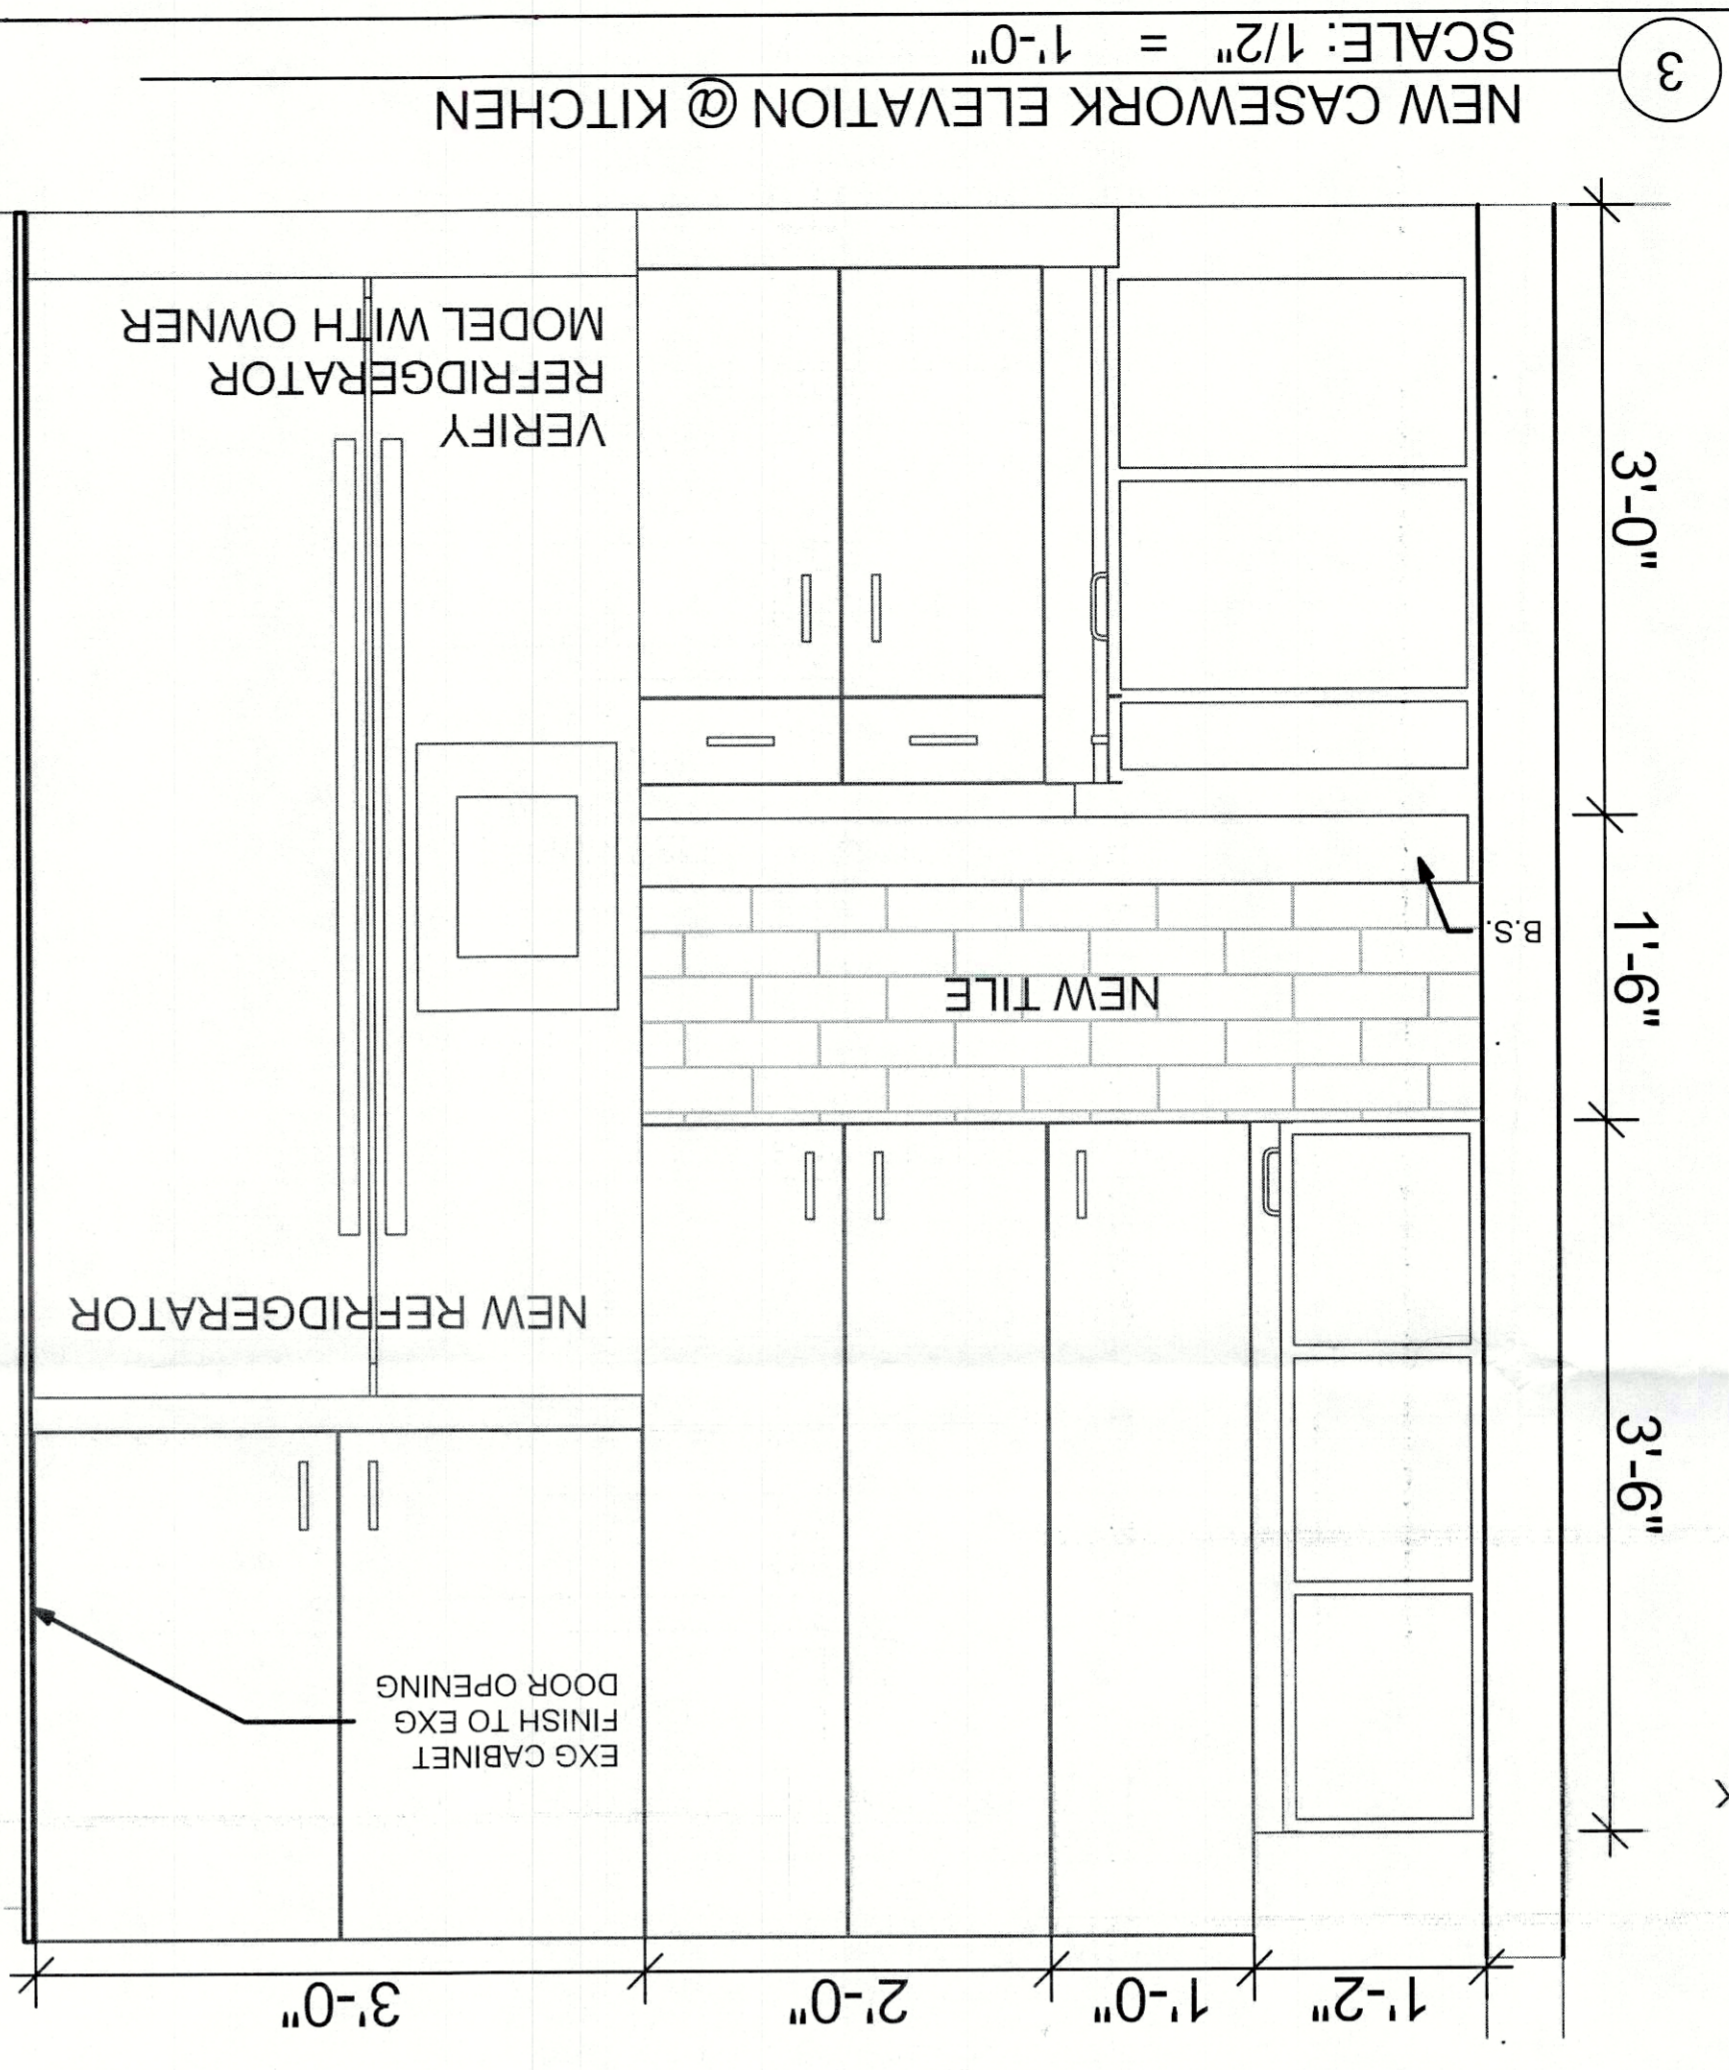 1'-2"
1'-0"
2'-0"
3'-0"
3'-6"
EXG CABINET
FINISH TO EXG
DOOR OPENING
NEW REFRIDGERATOR
1'-6"
NEW TILE
B.S.
3'-0"
VERIFY
REFRIDGERATOR
MODEL WITH OWNER
3
NEW CASEWORK ELEVATION @ KITCHEN
SCALE: 1/2" = 1'-0"